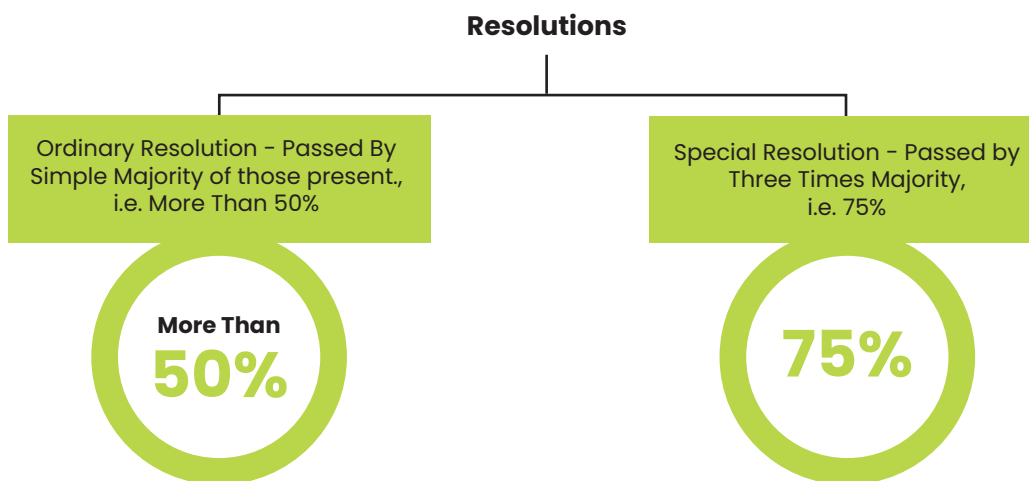 Resolutions
Ordinary Resolution - Passed By
Simple Majority of those present.,
i.e. More Than 50%
Special Resolution - Passed by
Three Times Majority,
i.e. 75%
More Than
50%
75%